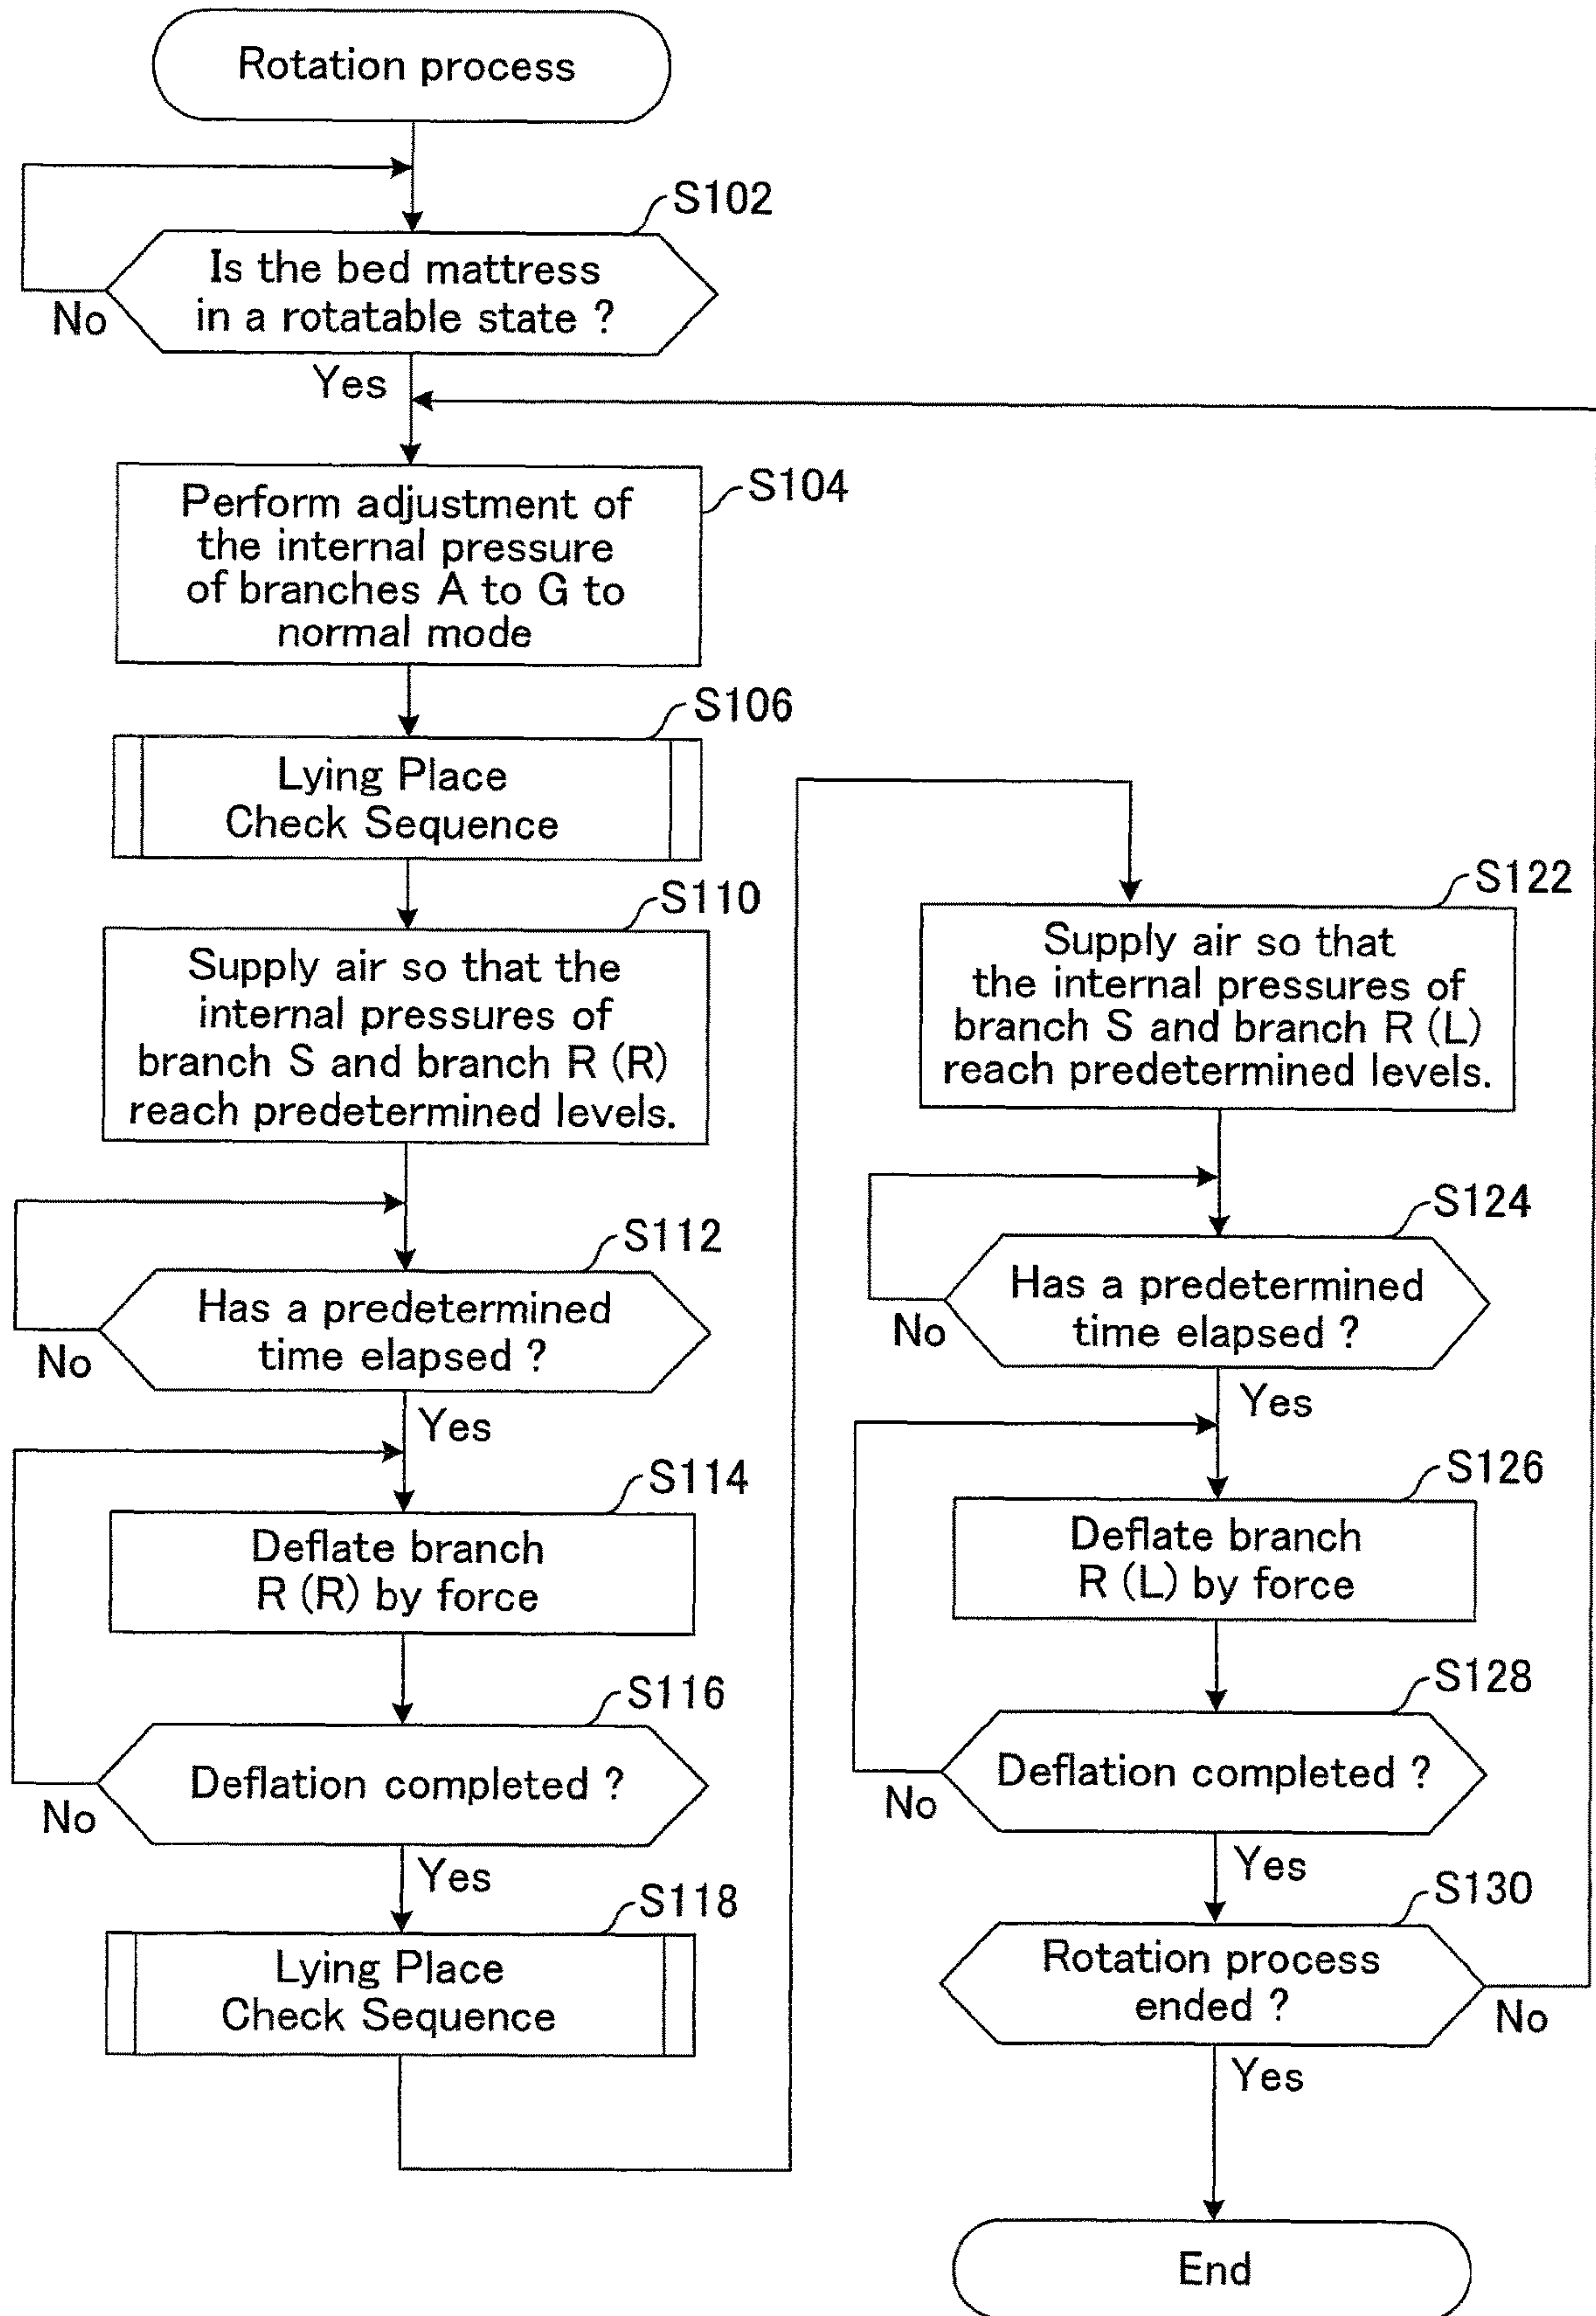 Rotation process
S102
Is the bed mattress
in a rotatable state ?
No
Yes
S104
Perform adjustment of
the internal pressure
of branches A to G to
normal mode
S106
Lying Place
Check Sequence
S110
Supply air so that the
internal pressures of
branch S and branch R (R)
reach predetermined levels.
S112
Has a predetermined
time elapsed ?
No
Yes
S114
Deflate branch
R (R) by force
S116
Deflation completed ?
No
Yes
S118
Lying Place
Check Sequence
S122
Supply air so that
the internal pressures of
branch S and branch R (L)
reach predetermined levels.
S124
Has a predetermined
time elapsed ?
No
Yes
S126
Deflate branch
R (L) by force
S128
Deflation completed ?
No
Yes
S130
Rotation process
ended ?
No
Yes
End